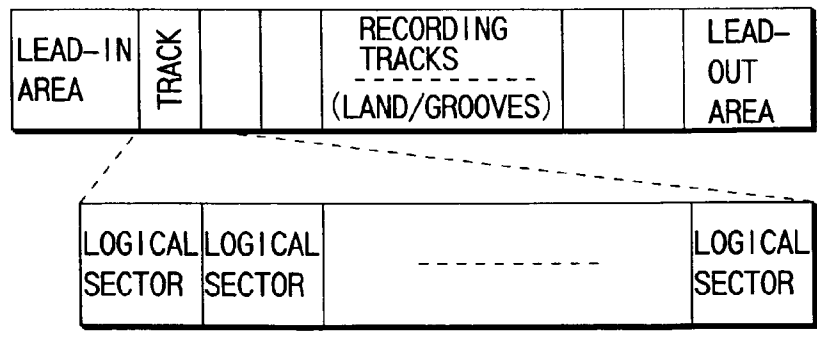 LEAD-IN
AREA
TRACK
RECORDING
TRACKS
(LAND/GROOVES)
LEAD-
OUT
AREA
LOGICAL
SECTOR
LOGICAL
SECTOR
LOGICAL
SECTOR